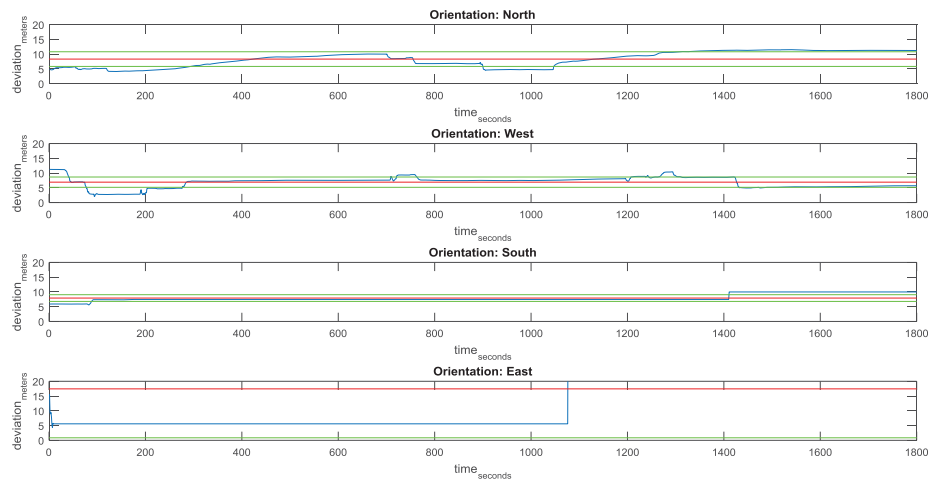 Orientation: North
deviation meters
20
15
10
5
0
0 200 400 600 800 1000 1200 1400 1600 1800
time seconds
Orientation: West
deviation meters
20
15
10
5
0
0 200 400 600 800 1000 1200 1400 1600 1800
time seconds
Orientation: South
deviation meters
20
15
10
5
0
0 200 400 600 800 1000 1200 1400 1600 1800
time seconds
Orientation: East
deviation meters
20
15
10
5
0
0 200 400 600 800 1000 1200 1400 1600 1800
time seconds